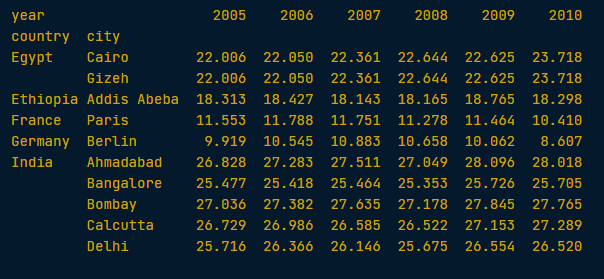 year 2005 2006 2007 2008 2009 2010
country city
Egypt Cairo 22.006 22.050 22.361 22.644 22.625 23.718
Gizeh 22.006 22.050 22.361 22.644 22.625 23.718
Ethiopia Addis Abeba 18.313 18.427 18.143 18.165 18.765 18.298
France Paris 11.553 11.788 11.751 11.278 11.464 10.410
Germany Berlin 9.919 10.545 10.883 10.658 10.062 8.607
India Ahmadabad 26.828 27.283 27.511 27.049 28.096 28.018
Bangalore 25.477 25.418 25.464 25.353 25.726 25.705
Bombay 27.036 27.382 27.635 27.178 27.845 27.765
Calcutta 26.729 26.986 26.585 26.522 27.153 27.289
Delhi 25.716 26.366 26.146 25.675 26.554 26.520